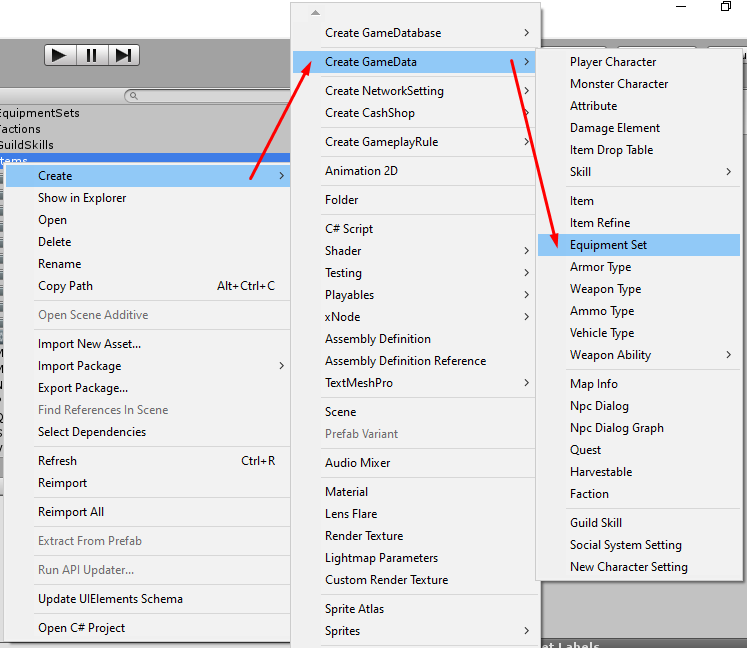 EquipmentSets
Factions
GuildSkills
Items
Create
Show in Explorer
Open
Delete
Rename
Copy Path Alt+Ctrl+C
Open Scene Additive
Import New Asset...
Import Package
Export Package...
Find References In Scene
Select Dependencies
Refresh Ctrl+R
Reimport
Reimport All
Extract From Prefab
Run API Updater...
Update UIElements Schema
Open C# Project
Create GameDatabase
Create GameData
Create NetworkSetting
Create CashShop
Create GameplayRule
Animation 2D
Folder
C# Script
Shader
Testing
Playables
xNode
Assembly Definition
Assembly Definition Reference
TextMeshPro
Scene
Prefab Variant
Audio Mixer
Material
Lens Flare
Render Texture
Lightmap Parameters
Custom Render Texture
Sprite Atlas
Sprites
Player Character
Monster Character
Attribute
Damage Element
Item Drop Table
Skill
Item
Item Refine
Equipment Set
Armor Type
Weapon Type
Ammo Type
Vehicle Type
Weapon Ability
Map Info
Npc Dialog
Npc Dialog Graph
Quest
Harvestable
Faction
Guild Skill
Social System Setting
New Character Setting
et Labels